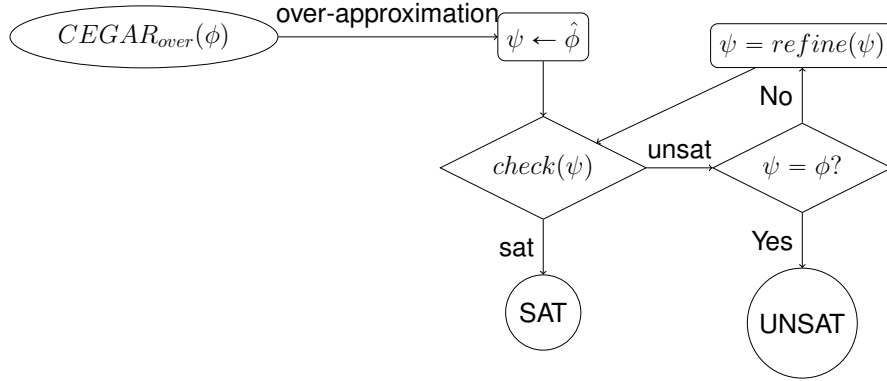 CEGAR_over(ϕ)
over-approximation
ψ ← ϕ̂
ψ = refine(ψ)
No
check(ψ)
unsat
ψ = ϕ?
sat
Yes
SAT
UNSAT